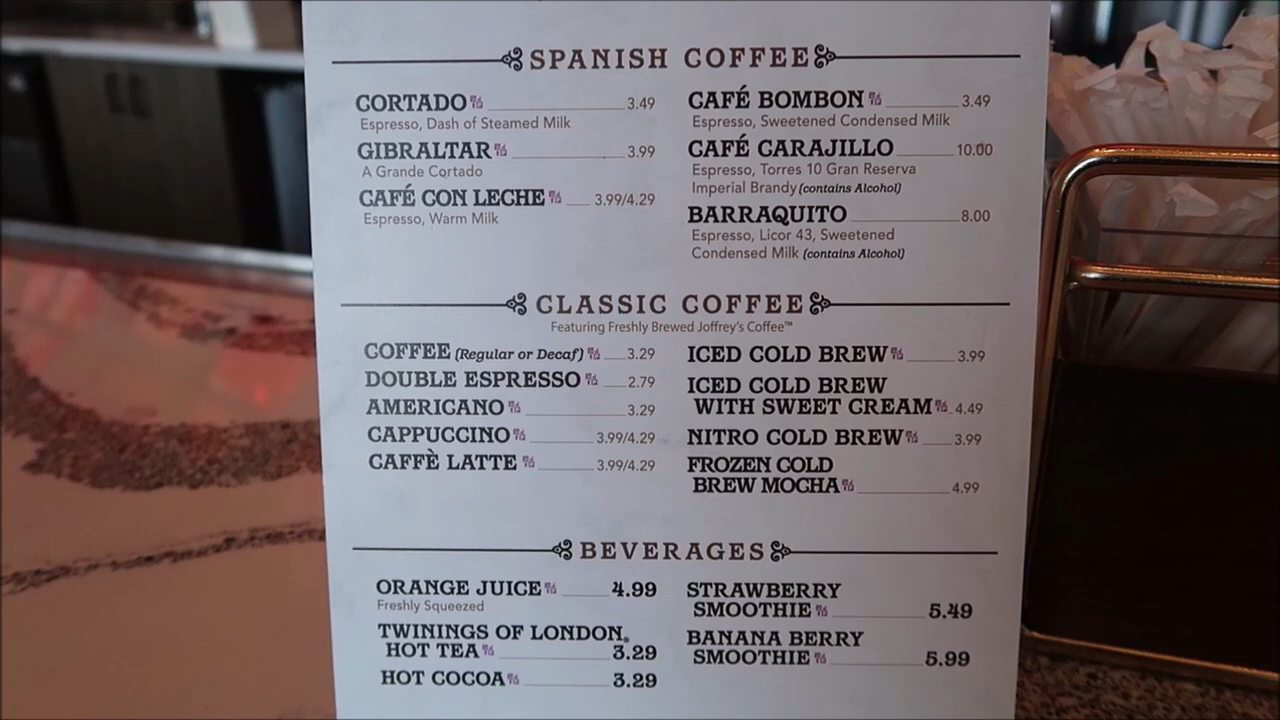 SPANISH COFFEE
CORTADO 3.49
Espresso, Dash of Steamed Milk
GIBRALTAR 3.99
A Grande Cortado
CAFÉ CON LECHE 3.99/4.29
Espresso, Warm Milk
CAFÉ BOMBON 3.49
Espresso, Sweetened Condensed Milk
CAFÉ CARAJILLO 10.00
Espresso, Torres 10 Gran Reserva
Imperial Brandy (contains Alcohol)
BARRAQUITO 8.00
Espresso, Licor 43, Sweetened
Condensed Milk (contains Alcohol)
CLASSIC COFFEE
Featuring Freshly Brewed Joffrey's Coffee™
COFFEE (Regular or Decaf) 3.29
DOUBLE ESPRESSO 2.79
AMERICANO 3.29
CAPPUCCINO 3.99/4.29
CAFFÈ LATTE 3.99/4.29
ICED COLD BREW 3.99
ICED COLD BREW
WITH SWEET CREAM 4.49
NITRO COLD BREW 3.99
FROZEN COLD
BREW MOCHA 4.99
BEVERAGES
ORANGE JUICE 4.99
Freshly Squeezed
TWININGS OF LONDON®
HOT TEA 3.29
HOT COCOA 3.29
STRAWBERRY
SMOOTHIE 5.49
BANANA BERRY
SMOOTHIE 5.99